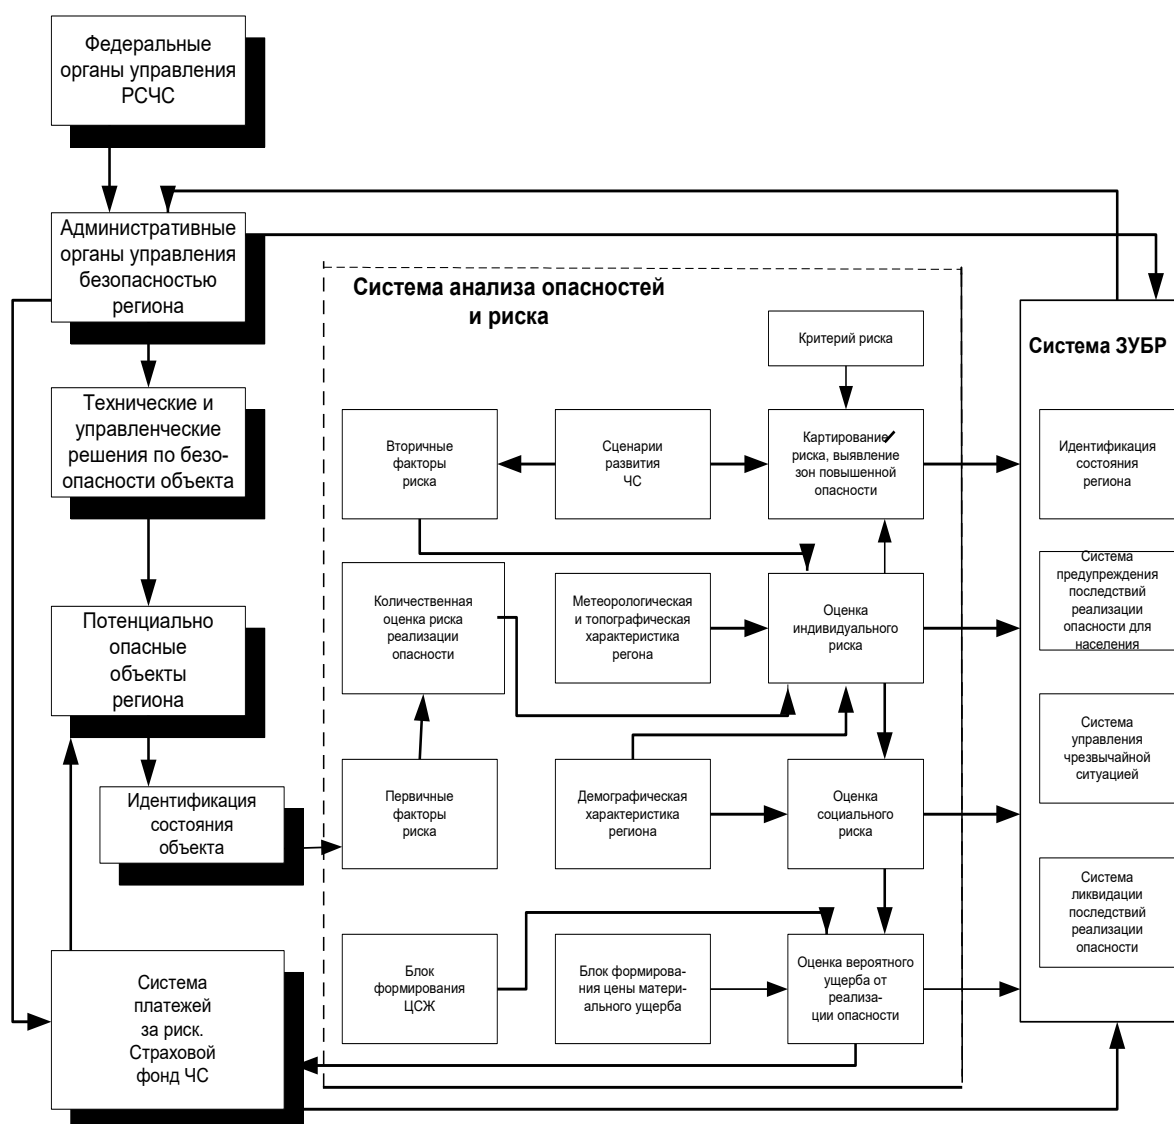 Федеральные
органы управления
РСЧС
Административные
органы управления
безопасностью
региона
Технические и
управленческие
решения по безо-
опасности объекта
Потенциально
опасные
объекты
региона
Идентификация
состояния
объекта
Система
платежей
за риск.
Страховой
фонд ЧС
Система анализа опасностей
и риска
Критерий риска
Вторичные
факторы
риска
Сценарии
развития
ЧС
Картирование
риска, выявление
зон повышенной
опасности
Количественная
оценка риска
реализации
опасности
Метеорологическая
и топографическая
характеристика
регона
Оценка
индивидуального
риска
Первичные
факторы
риска
Демографическая
характеристика
региона
Оценка
социального
риска
Блок
формирования
ЦСЖ
Блок формирова-
ния цены матери-
ального ущерба
Оценка вероятного
ущерба от
реализа-
ции опасности
Система ЗУБР
Идентификация
состояния
региона
Система
предупреждения
последствий
реализации
опасности для
населения
Система
управления
чрезвычайной
ситуацией
Система
ликвидации
последствий
реализации
опасности